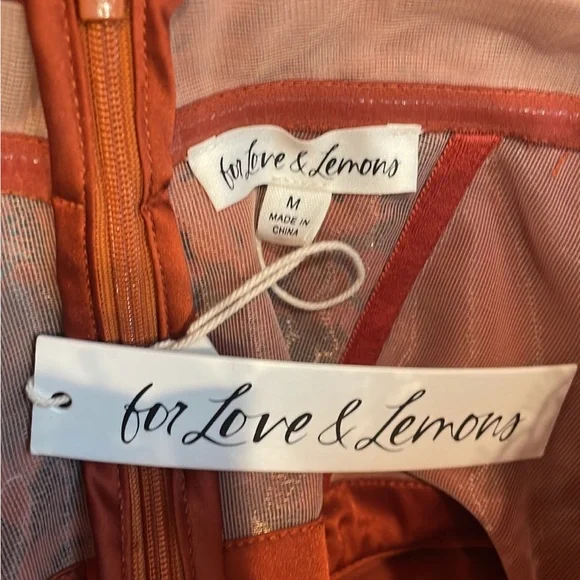 for Love & Lemons
M
MADE IN
CHINA
for Love & Lemons